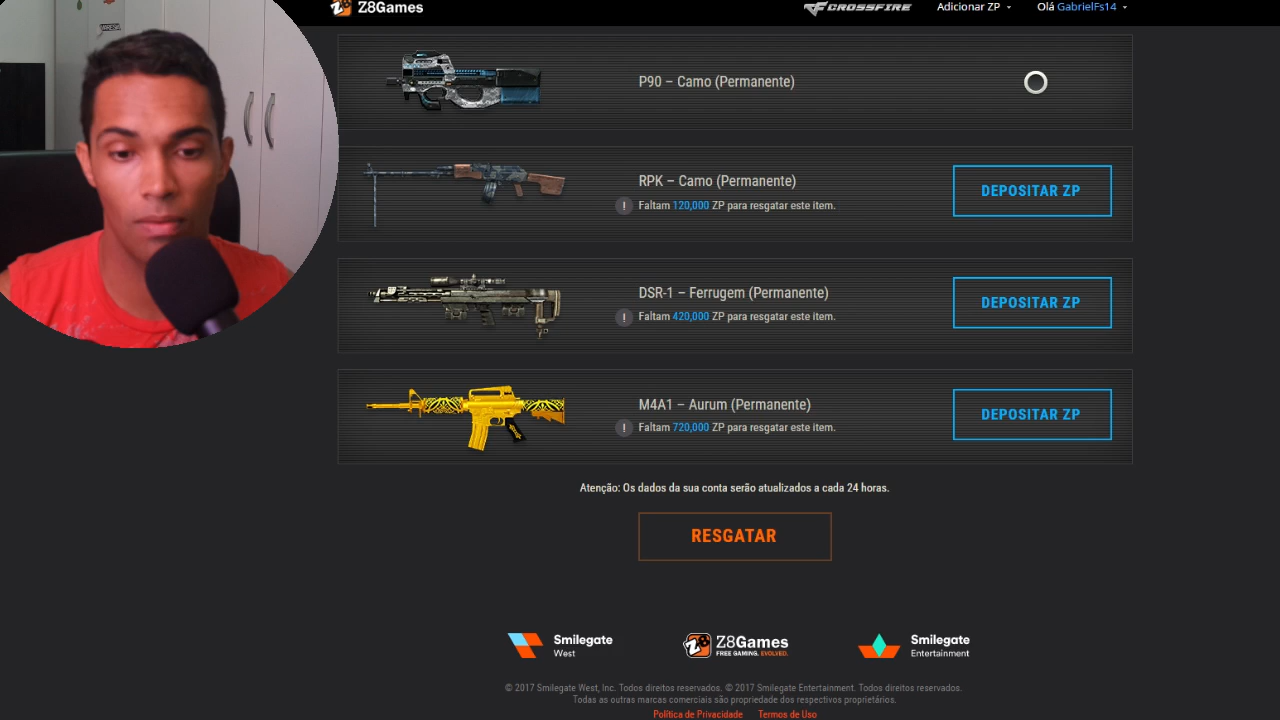 Z8Games
CROSSFIRE
Adicionar ZP
Olá GabrielFs14
P90 – Camo (Permanente)
RPK – Camo (Permanente)
! Faltam 120,000 ZP para resgatar este item.
DEPOSITAR ZP
DSR-1 – Ferrugem (Permanente)
! Faltam 420,000 ZP para resgatar este item.
DEPOSITAR ZP
M4A1 – Aurum (Permanente)
! Faltam 720,000 ZP para resgatar este item.
DEPOSITAR ZP
Atenção: Os dados da sua conta serão atualizados a cada 24 horas.
RESGATAR
Smilegate
West
Z8Games
FREE GAMING. EVOLVED.
Smilegate
Entertainment
© 2017 Smilegate West, Inc. Todos direitos reservados. © 2017 Smilegate Entertainment. Todos direitos reservados.
Todas as outras marcas comerciais são propriedade dos respectivos proprietários.
Política de Privacidade Termos de Uso